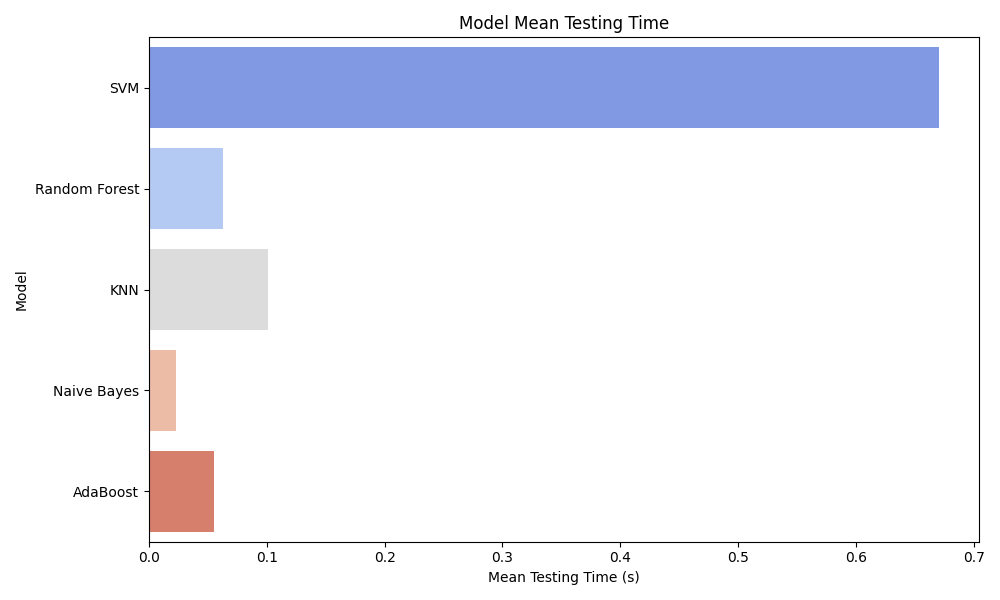 Model Mean Testing Time
SVM
Random Forest
KNN
Naive Bayes
AdaBoost
Model
0.0 0.1 0.2 0.3 0.4 0.5 0.6 0.7
Mean Testing Time (s)